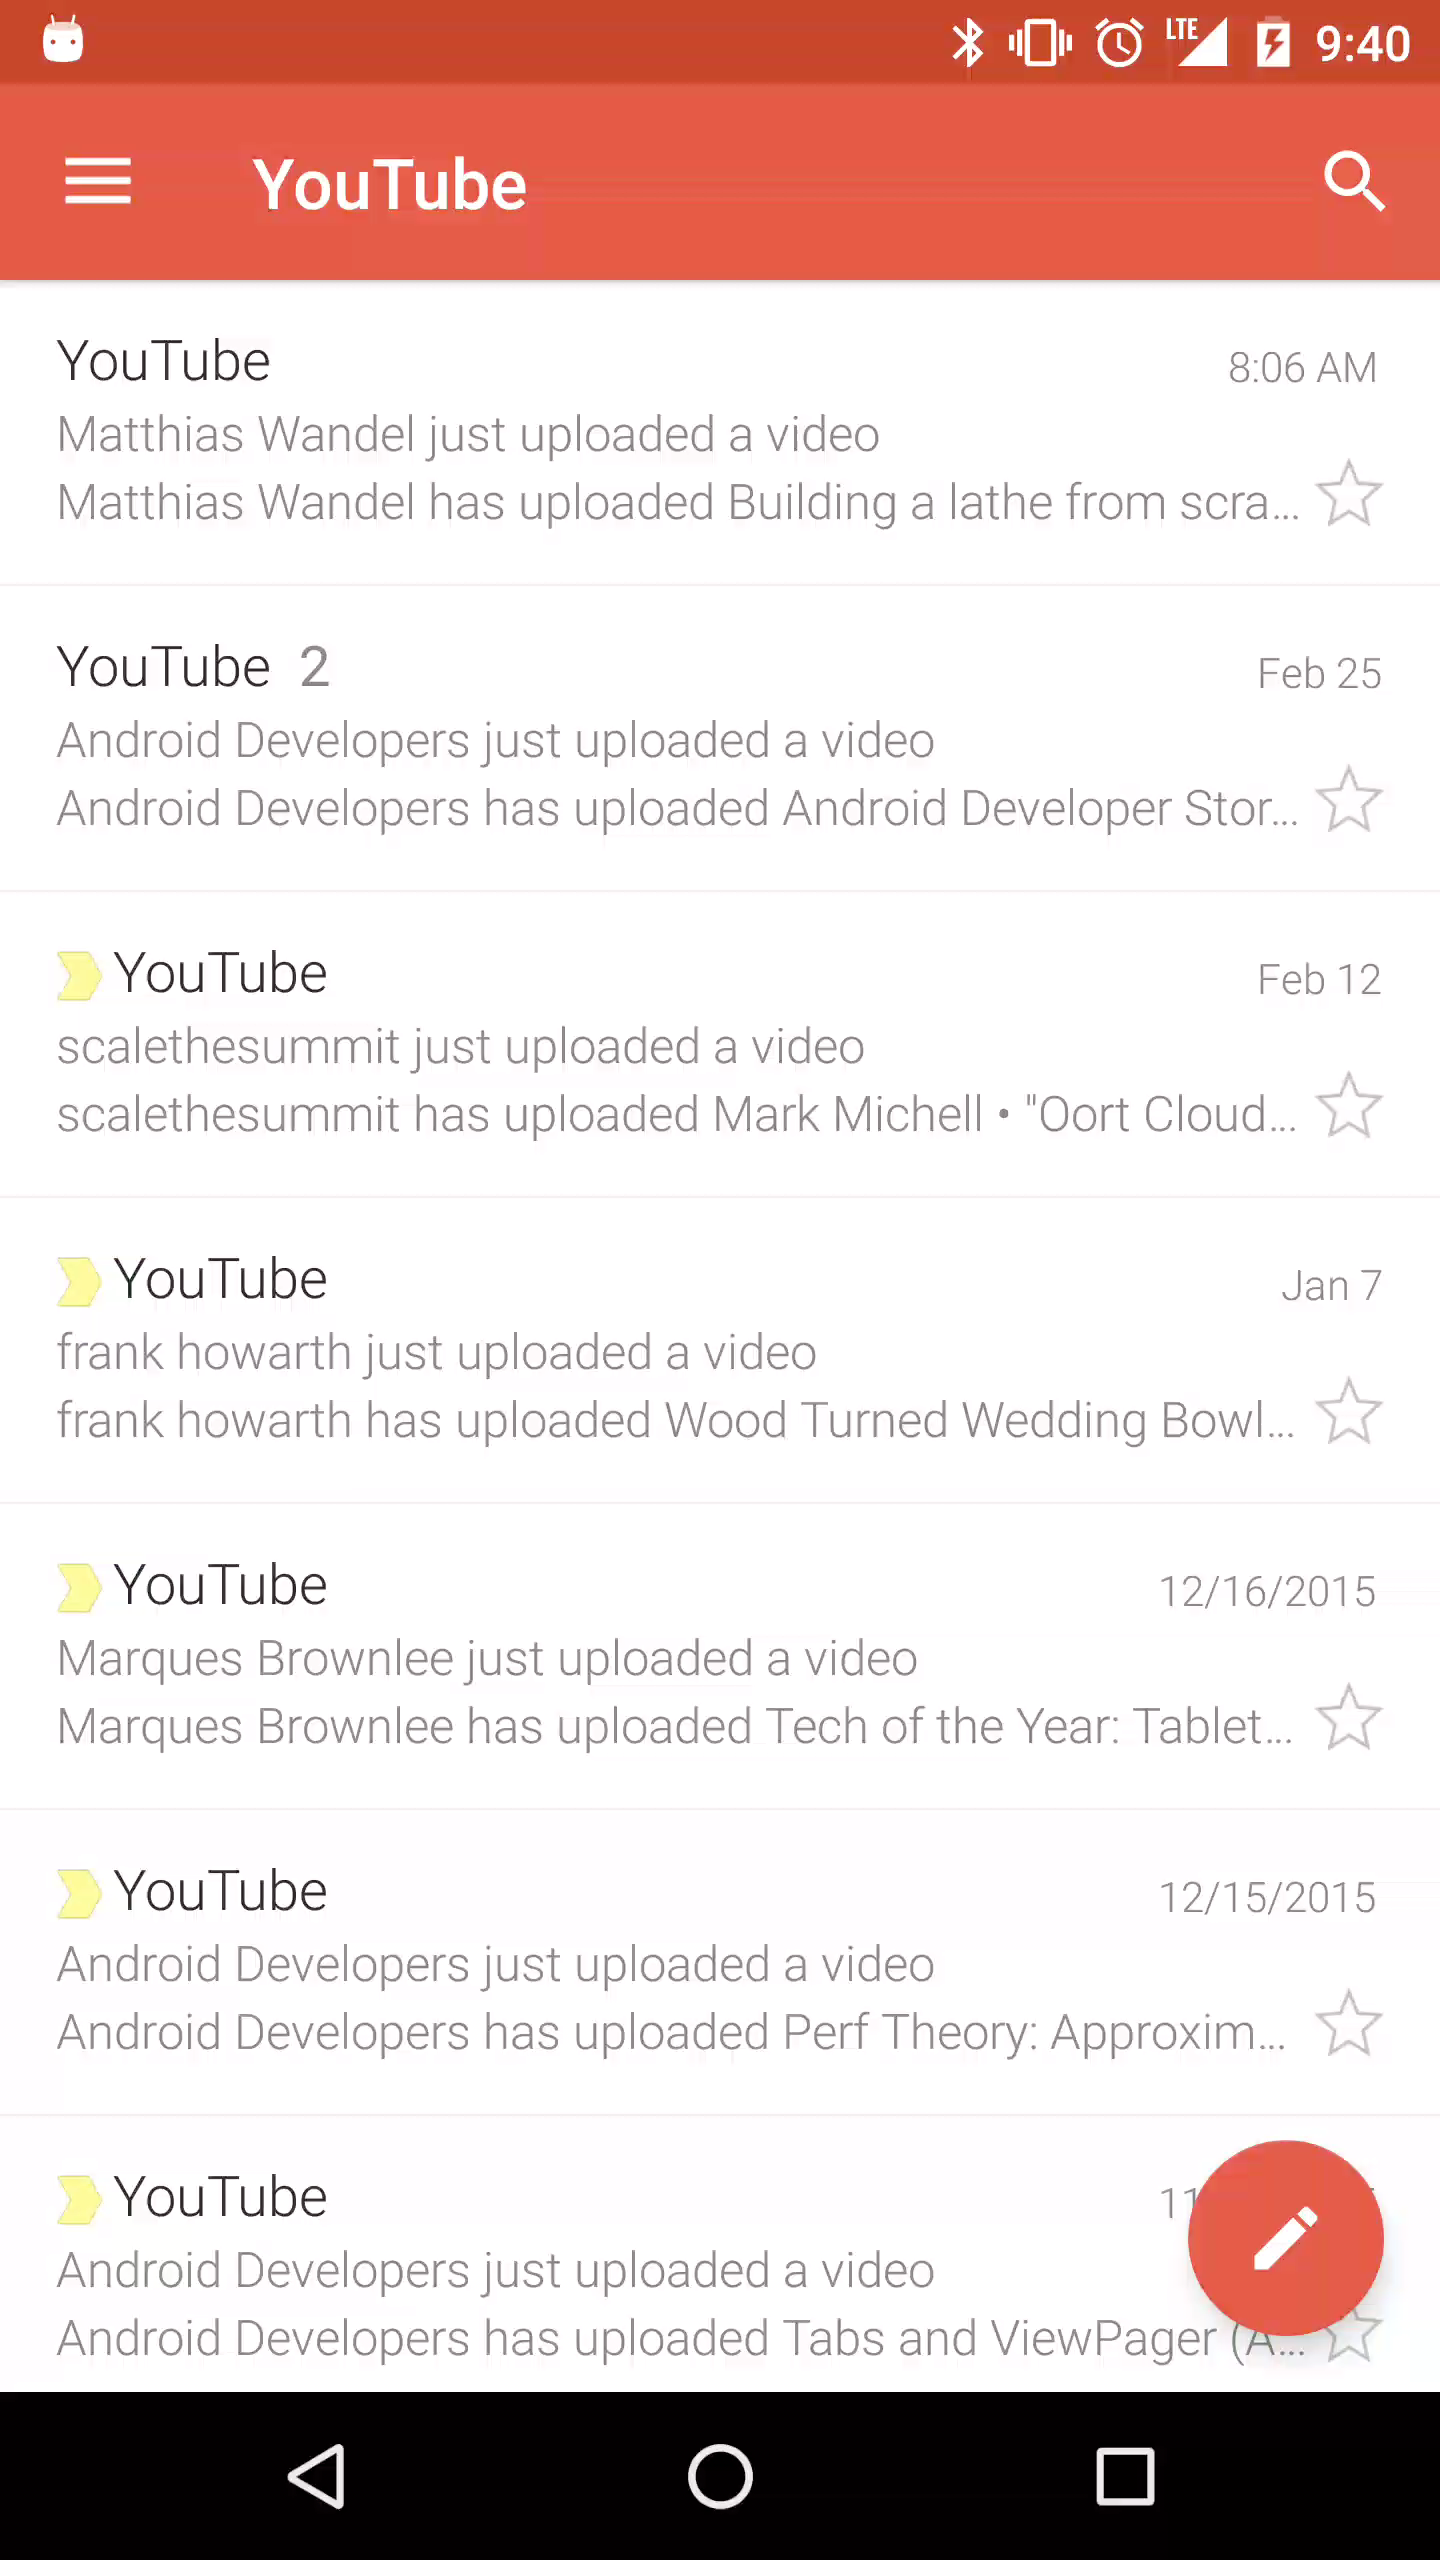 LTE 9:40
YouTube
YouTube 8:06 AM
Matthias Wandel just uploaded a video
Matthias Wandel has uploaded Building a lathe from scra...
YouTube 2 Feb 25
Android Developers just uploaded a video
Android Developers has uploaded Android Developer Stor...
YouTube Feb 12
scalethesummit just uploaded a video
scalethesummit has uploaded Mark Michell • "Oort Cloud...
YouTube Jan 7
frank howarth just uploaded a video
frank howarth has uploaded Wood Turned Wedding Bowl...
YouTube 12/16/2015
Marques Brownlee just uploaded a video
Marques Brownlee has uploaded Tech of the Year: Tablet...
YouTube 12/15/2015
Android Developers just uploaded a video
Android Developers has uploaded Perf Theory: Approxim...
YouTube
Android Developers just uploaded a video
Android Developers has uploaded Tabs and ViewPager (A...